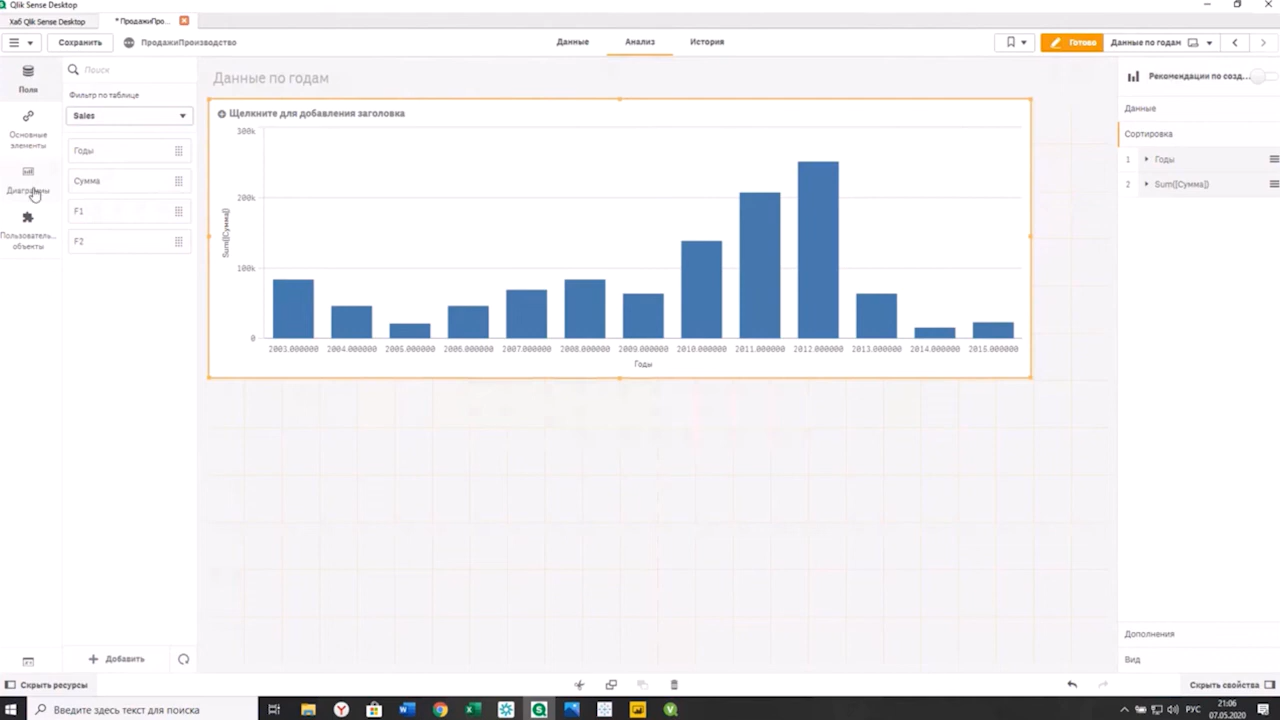 Qlik Sense Desktop
Хаб Qlik Sense Desktop
* ПродажиПро...
Сохранить
ПродажиПроизводство
Данные
Анализ
История
Готово
Данные по годам
Поля
Основные
элементы
Диаграммы
Пользователь...
объекты
Поиск
Фильтр по таблице
Sales
Годы
Сумма
F1
F2
Добавить
Данные по годам
Щелкните для добавления заголовка
300k
200k
100k
0
Sum([Сумма])
2003.000000 2004.000000 2005.000000 2006.000000 2007.000000 2008.000000 2009.000000 2010.000000 2011.000000 2012.000000 2013.000000 2014.000000 2015.000000
Годы
Рекомендации по созд...
Данные
Сортировка
1 Годы
2 Sum([Сумма])
Дополнения
Вид
Скрыть ресурсы
Скрыть свойства
Введите здесь текст для поиска
РУС
21:06
07.05.2020